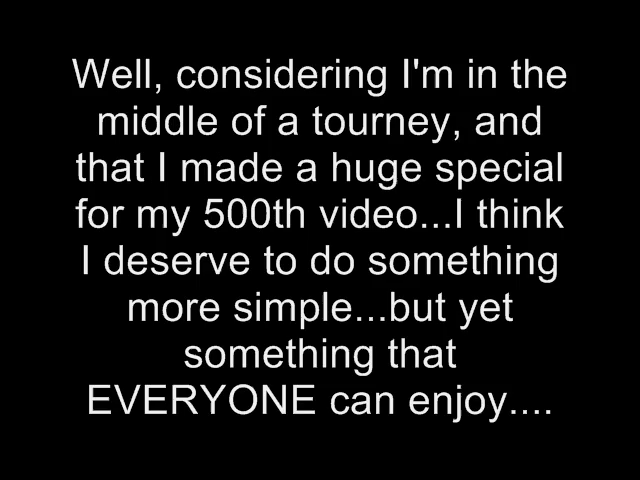 Well, considering I'm in the
middle of a tourney, and
that I made a huge special
for my 500th video...I think
I deserve to do something
more simple...but yet
something that
EVERYONE can enjoy....